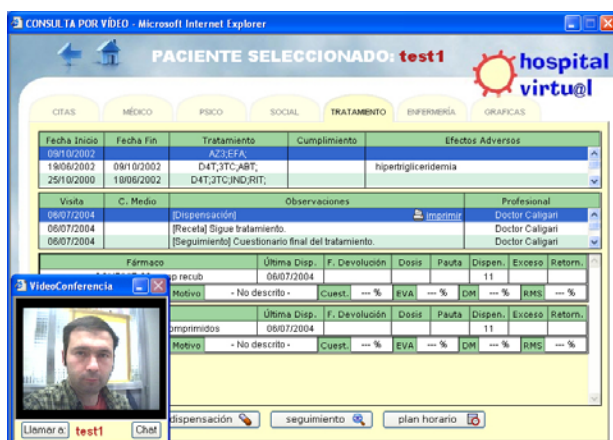 CONSULTA POR VÍDEO - Microsoft Internet Explorer
PACIENTE SELECCIONADO: test1
hospital
virtu@l
CITAS MÉDICO PSICO SOCIAL TRATAMIENTO ENFERMERÍA GRAFICAS
Fecha Inicio Fecha Fin Tratamiento Cumplimiento Efectos Adversos
09/10/2002 AZ3;EFA;
19/06/2002 09/10/2002 D4T;3TC;ABT; hipertrigliceridemia
25/10/2000 18/06/2002 D4T;3TC;IND;RIT;
Visita C. Medio Observaciones Profesional
06/07/2004 [Dispensación] imprimir Doctor Caligari
06/07/2004 [Receta] Sigue tratamiento. Doctor Caligari
06/07/2004 [Seguimiento] Cuestionario final del tratamiento. Doctor Caligari
Fármaco Última Disp. F. Devolución Dosis Pauta Dispen. Exceso Retorn.
p recub 06/07/2004 11
Motivo - No descrito - Cuest. --- % EVA --- % DM --- % RMS --- %
Última Disp. F. Devolución Dosis Pauta Dispen. Exceso Retorn.
omprimidos 06/07/2004 11
Motivo - No descrito - Cuest. --- % EVA --- % DM --- % RMS --- %
VideoConferencia
Llamar a: test1 Chat
dispensación seguimiento plan horario